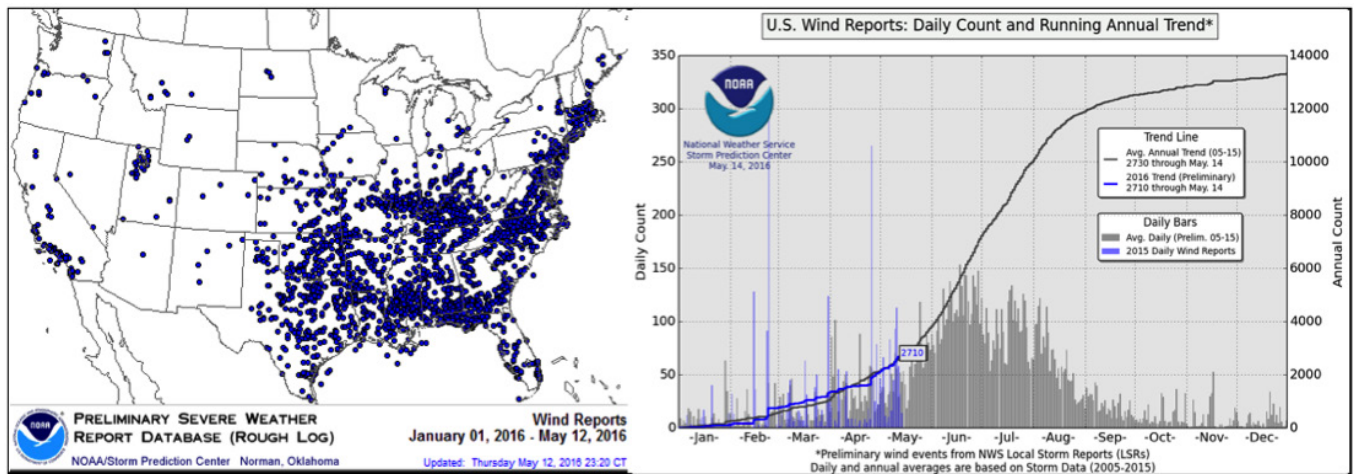 PRELIMINARY SEVERE WEATHER
REPORT DATABASE (ROUGH LOG)
NOAA/Storm Prediction Center Norman, Oklahoma
Wind Reports
January 01, 2016 - May 12, 2016
Updated: Thursday May 12, 2016 23:20 CT
U.S. Wind Reports: Daily Count and Running Annual Trend*
NOAA
National Weather Service
Storm Prediction Center
May. 14, 2016
Daily Count
350
300
250
200
150
100
50
0
14000
12000
10000
8000
6000
4000
2000
0
Annual Count
Trend Line
Avg. Annual Trend (05-15)
2730 through May. 14
2016 Trend (Preliminary)
2710 through May. 14
Daily Bars
Avg. Daily (Prelim. 05-15)
2015 Daily Wind Reports
2710
-Jan- -Feb- -Mar- -Apr- -May- -Jun- -Jul- -Aug- -Sep- -Oct- -Nov- -Dec-
*Preliminary wind events from NWS Local Storm Reports (LSRs)
Daily and annual averages are based on Storm Data (2005-2015)